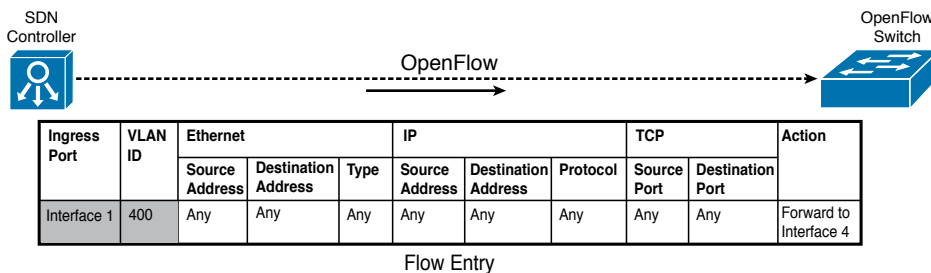 SDN
Controller
OpenFlow
Switch
OpenFlow
Ingress
Port
VLAN
ID
Ethernet
IP
TCP
Action
Source
Address
Destination
Address
Type
Source
Address
Destination
Address
Protocol
Source
Port
Destination
Port
Interface 1
400
Any
Any
Any
Any
Any
Any
Any
Any
Forward to
Interface 4
Flow Entry